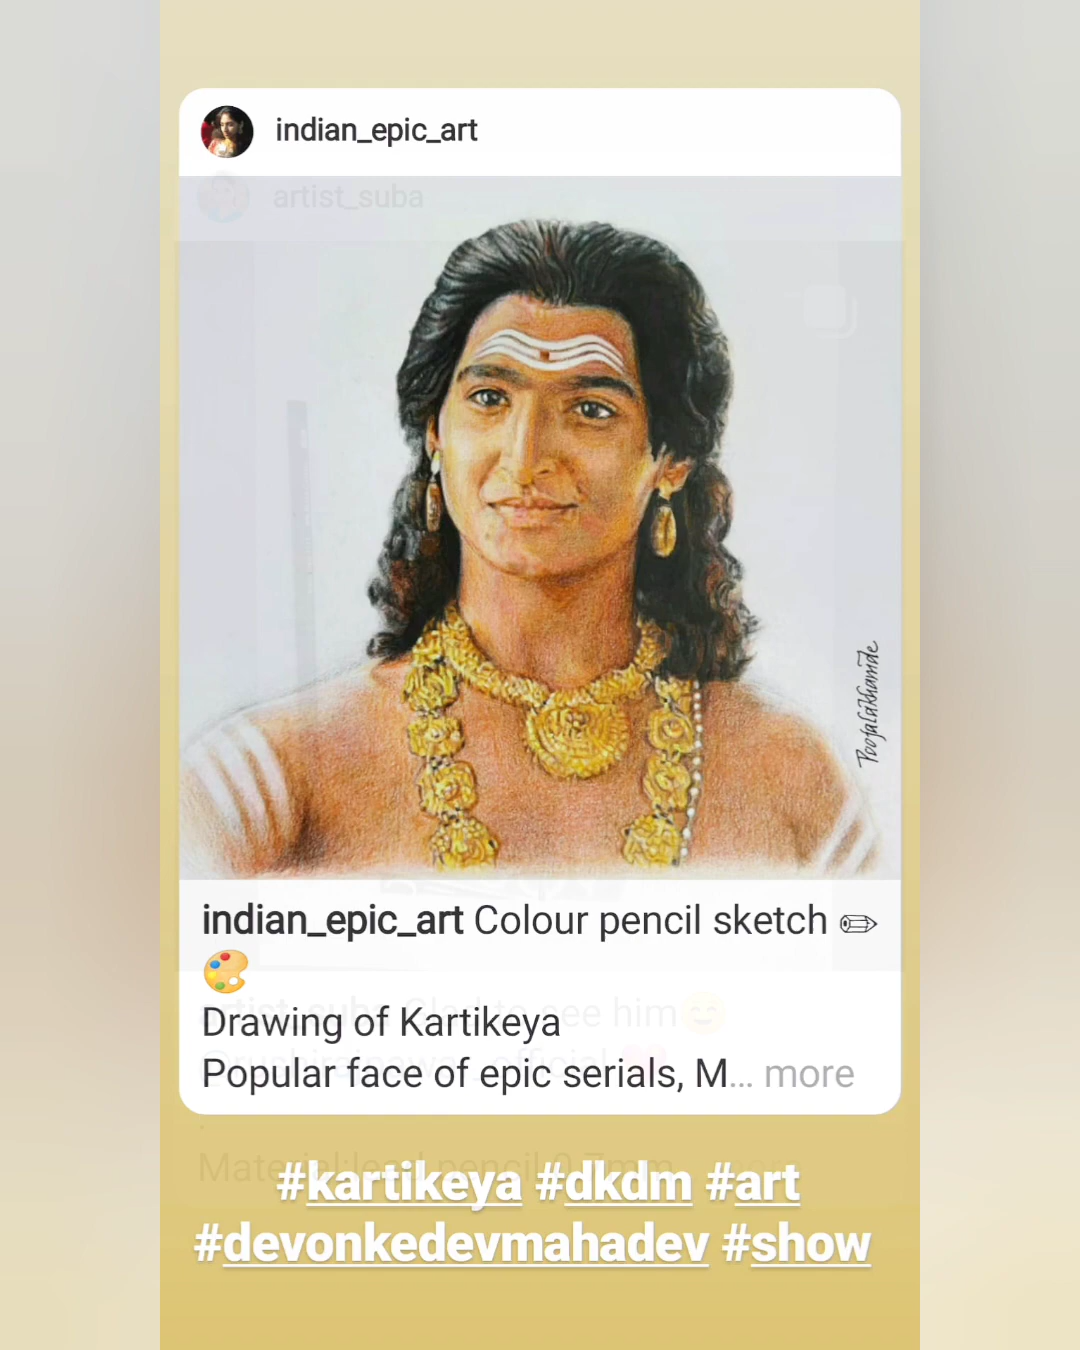 indian_epic_art
artist_suba
Poojalakhamde
indian_epic_art Colour pencil sketch ✏
🎨
Drawing of Kartikeya
Popular face of epic serials, M... more
#kartikeya #dkdm #art
#devonkedevmahadev #show